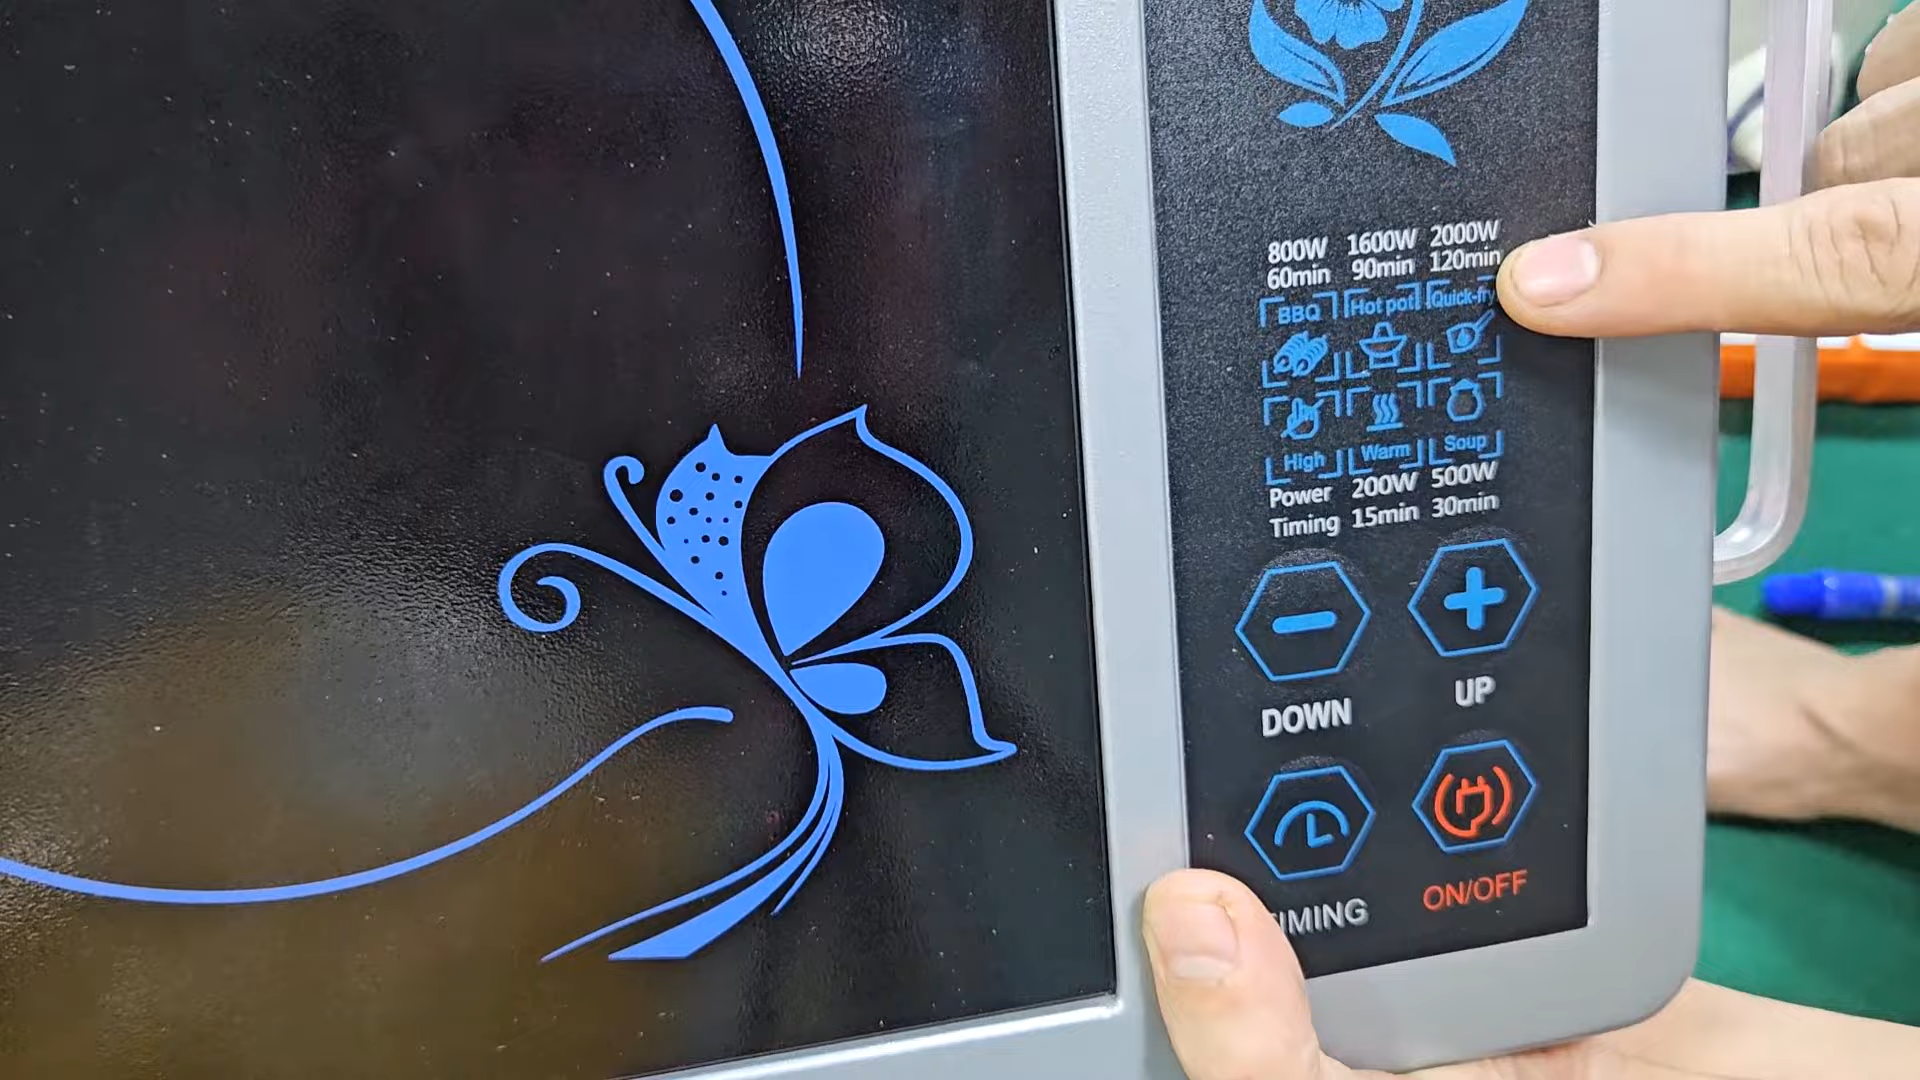 800W 1600W 2000W
60min 90min 120min
BBQ Hot pot Quick-fry
High Warm Soup
Power 200W 500W
Timing 15min 30min
DOWN UP
TIMING ON/OFF